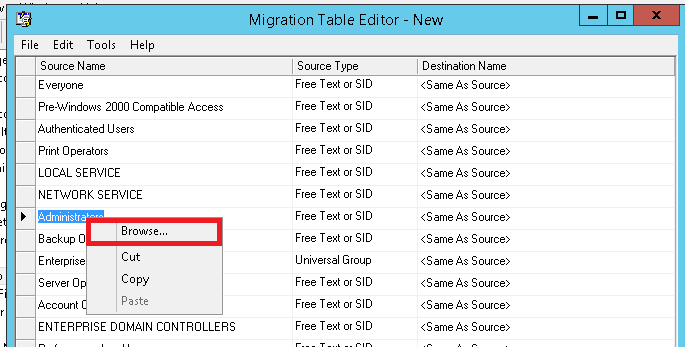 Migration Table Editor - New
File Edit Tools Help
Source Name Source Type Destination Name
Everyone Free Text or SID <Same As Source>
Pre-Windows 2000 Compatible Access Free Text or SID <Same As Source>
Authenticated Users Free Text or SID <Same As Source>
Print Operators Free Text or SID <Same As Source>
LOCAL SERVICE Free Text or SID <Same As Source>
NETWORK SERVICE Free Text or SID <Same As Source>
Administrators Free Text or SID <Same As Source>
Browse...
Backup O Free Text or SID <Same As Source>
Cut
Enterprise Universal Group <Same As Source>
Copy
Server Op Free Text or SID <Same As Source>
Paste
Account O Free Text or SID <Same As Source>
ENTERPRISE DOMAIN CONTROLLERS Free Text or SID <Same As Source>